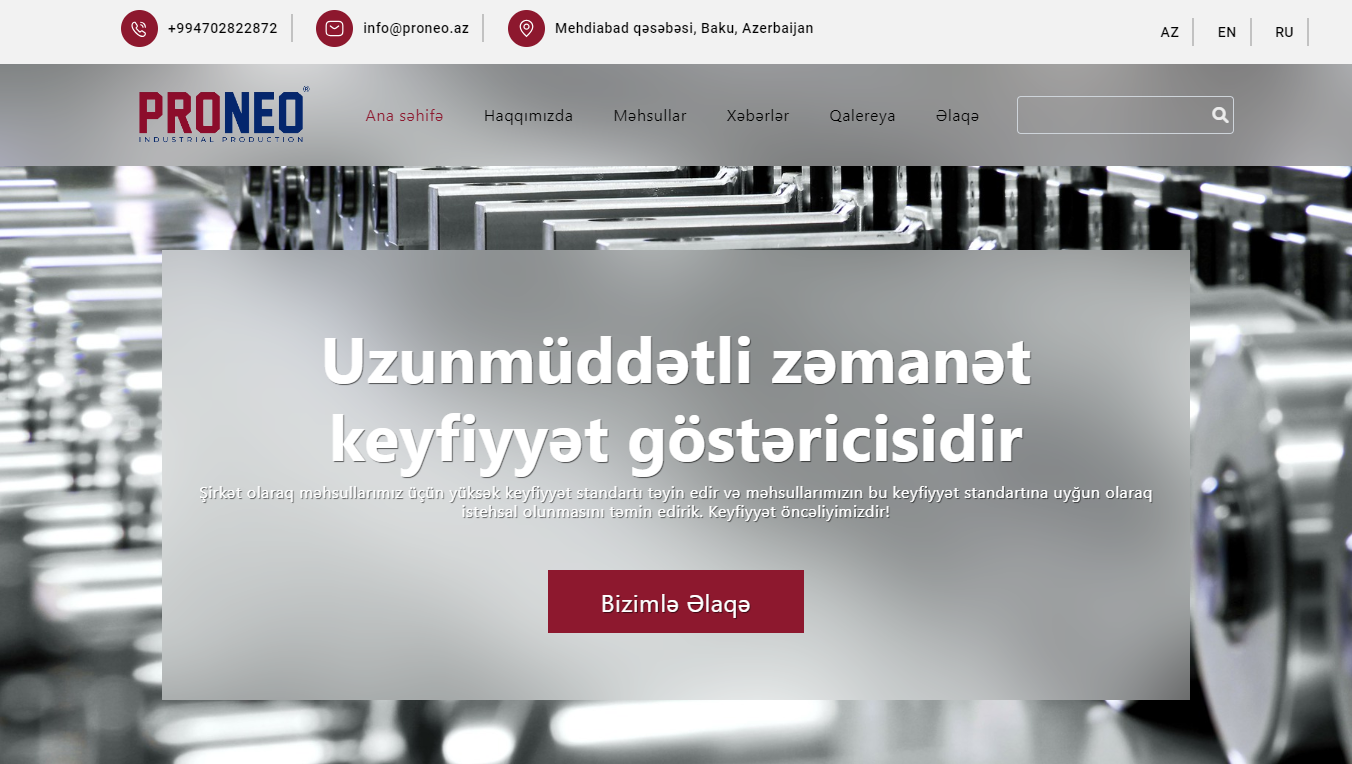 +994702822872
info@proneo.az
Mehdiabad qəsəbəsi, Baku, Azerbaijan
AZ
EN
RU
PRONEO®
INDUSTRIAL PRODUCTION
Ana səhifə
Haqqımızda
Məhsullar
Xəbərlər
Qalereya
Əlaqə
Uzunmüddətli zəmanət
keyfiyyət göstəricisidir
Şirkət olaraq məhsullarımız üçün yüksək keyfiyyət standartı təyin edir və məhsullarımızın bu keyfiyyət standartına uyğun olaraq
istehsal olunmasını təmin edirik. Keyfiyyət öncəliyimizdir!
Bizimlə Əlaqə